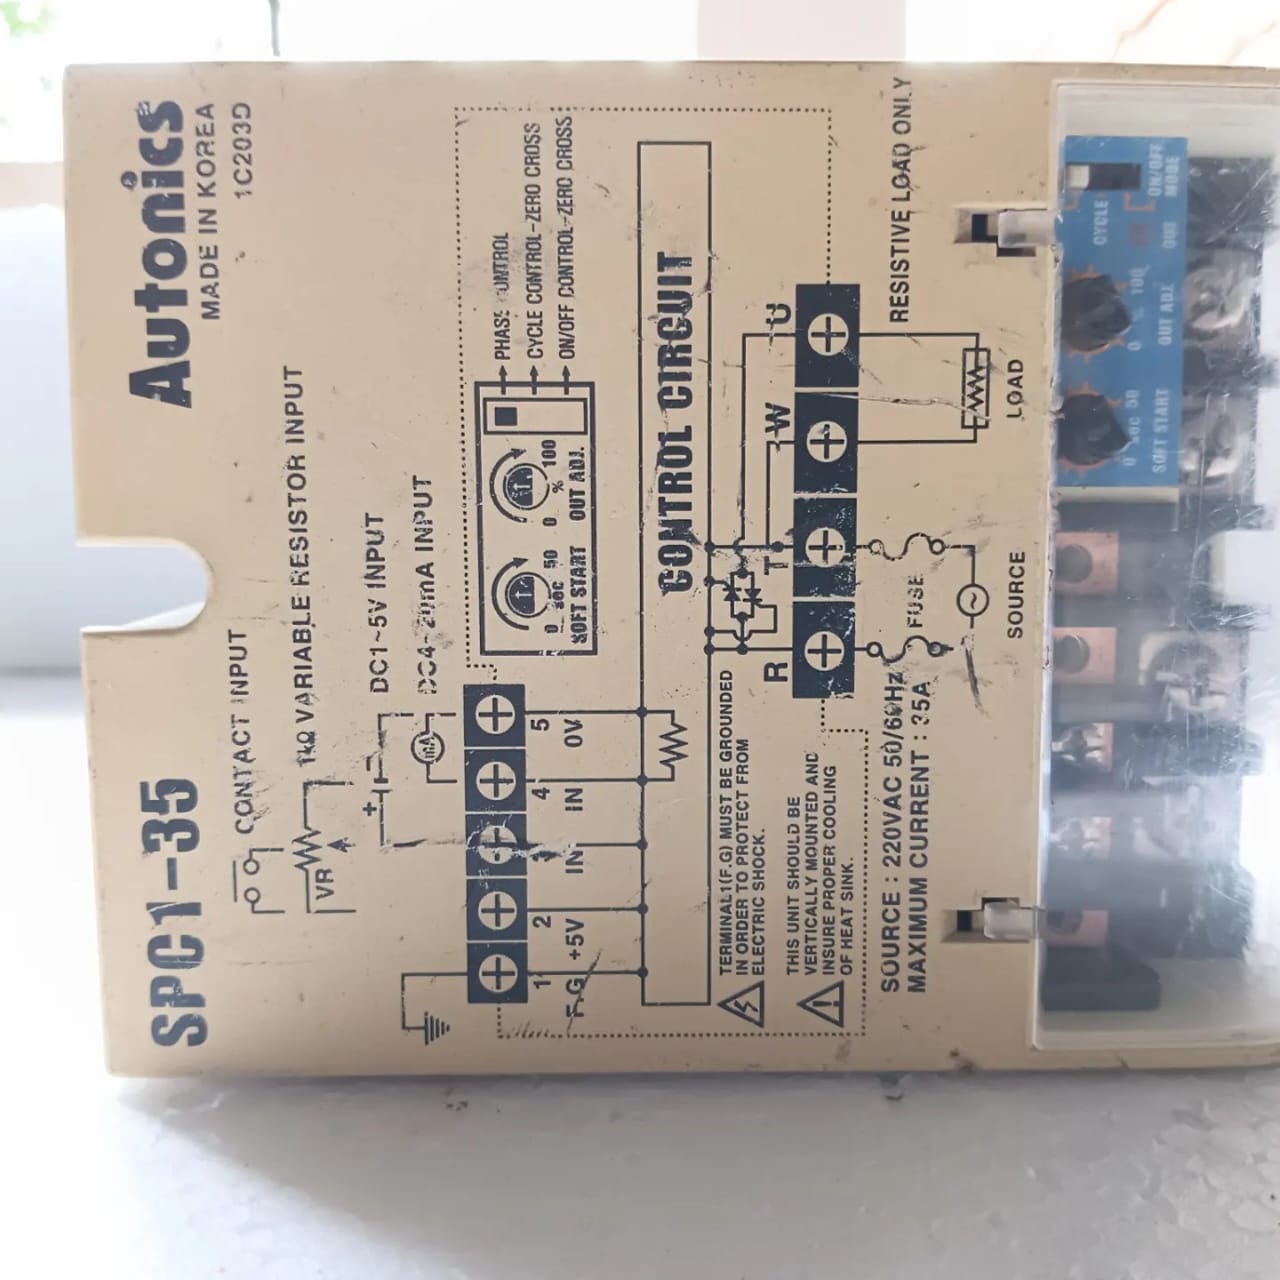 SPC1-35
Autonics
MADE IN KOREA
1C203D
CONTACT INPUT
VR
1kΩ VARIABLE RESISTOR INPUT
+
DC1~5V INPUT
mA
DC4~20mA INPUT
PHASE CONTROL
CYCLE CONTROL-ZERO CROSS
ON/OFF CONTROL-ZERO CROSS
0 sec 50
SOFT START
0 % 100
OUT ADJ.
1
2
3
4
5
F.G
+5V
IN
IN
0V
CONTROL CIRCUIT
TERMINAL1(F.G) MUST BE GROUNDED
IN ORDER TO PROTECT FROM
ELECTRIC SHOCK.
THIS UNIT SHOULD BE
VERTICALLY MOUNTED AND
INSURE PROPER COOLING
OF HEAT SINK.
R
T
W
U
SOURCE : 220VAC 50/60Hz
MAXIMUM CURRENT : 35A
FUSE
SOURCE
RESISTIVE LOAD ONLY
LOAD
0 sec 50
SOFT START
0 % 100
OUT ADJ.
CYCLE
ON/OFF
MODE
OUT